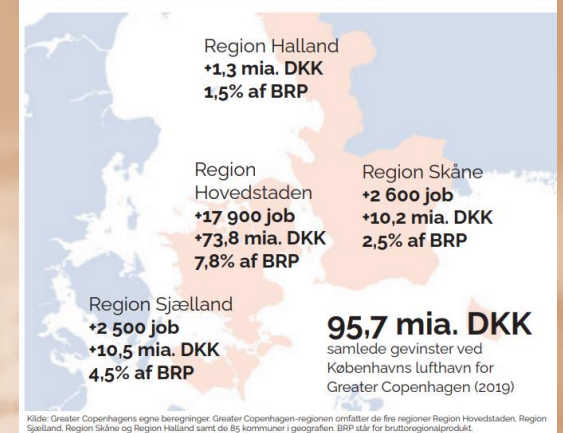 Region Halland
+1,3 mia. DKK
1,5% af BRP
Region
Hovedstaden
+17 900 job
+73,8 mia. DKK
7,8% af BRP
Region Skåne
+2 600 job
+10,2 mia. DKK
2,5% af BRP
Region Sjælland
+2 500 job
+10,5 mia. DKK
4,5% af BRP
95,7 mia. DKK
samlede gevinster ved
Københavns lufthavn for
Greater Copenhagen (2019)
Kilde: Greater Copenhagens egne beregninger. Greater Copenhagen-regionen omfatter de fire regioner Region Hovedstaden, Region
Sjælland, Region Skåne og Region Halland samt de 85 kommuner i geografien. BRP står for bruttoregionalprodukt.